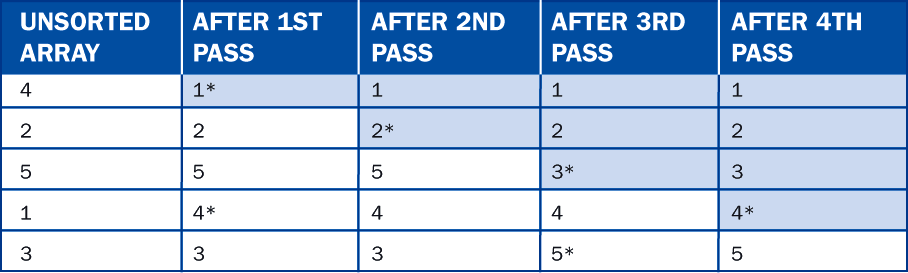 UNSORTED ARRAY AFTER 1ST PASS AFTER 2ND PASS AFTER 3RD PASS AFTER 4TH PASS
4 1* 1 1 1
2 2 2* 2 2
5 5 5 3* 3
1 4* 4 4 4*
3 3 3 5* 5